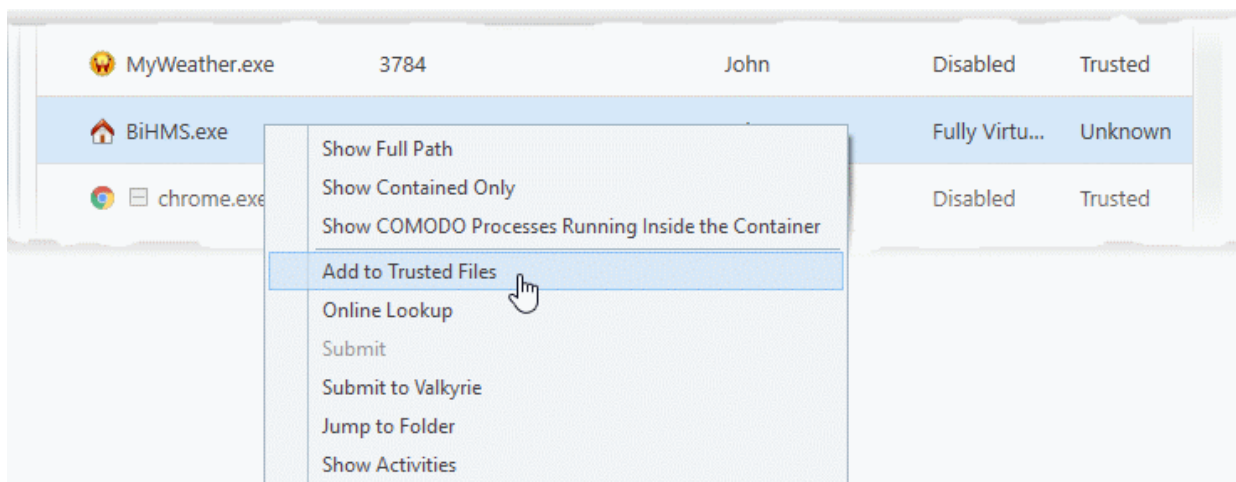 MyWeather.exe 3784 John Disabled Trusted
BiHMS.exe Fully Virtu... Unknown
chrome.exe Disabled Trusted
Show Full Path
Show Contained Only
Show COMODO Processes Running Inside the Container
Add to Trusted Files
Online Lookup
Submit
Submit to Valkyrie
Jump to Folder
Show Activities